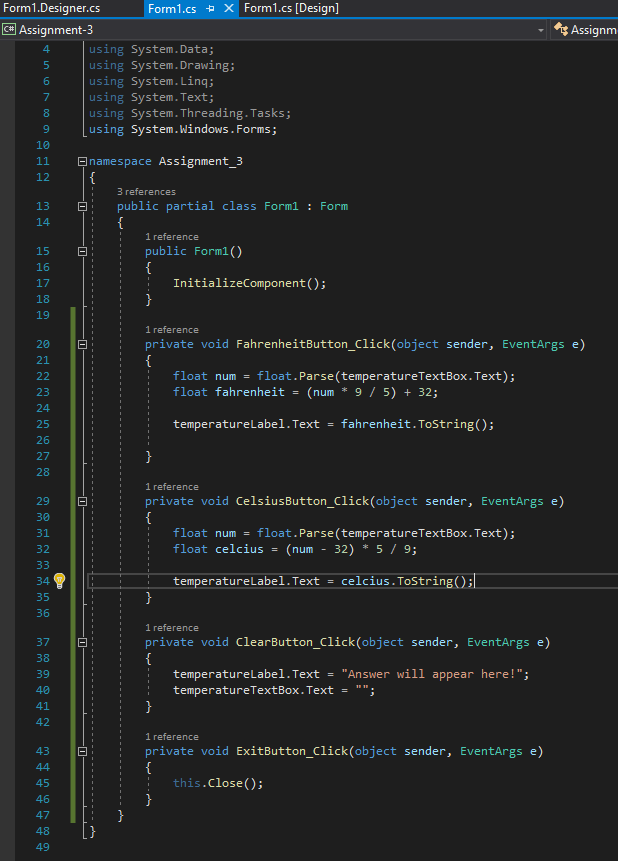 Form1.Designer.cs Form1.cs Form1.cs [Design]
C# Assignment-3 Assignm
4 using System.Data;
5 using System.Drawing;
6 using System.Linq;
7 using System.Text;
8 using System.Threading.Tasks;
9 using System.Windows.Forms;
10
11 namespace Assignment_3
12 {
3 references
13 public partial class Form1 : Form
14 {
1 reference
15 public Form1()
16 {
17 InitializeComponent();
18 }
19
1 reference
20 private void FahrenheitButton_Click(object sender, EventArgs e)
21 {
22 float num = float.Parse(temperatureTextBox.Text);
23 float fahrenheit = (num * 9 / 5) + 32;
24
25 temperatureLabel.Text = fahrenheit.ToString();
26
27 }
28
1 reference
29 private void CelsiusButton_Click(object sender, EventArgs e)
30 {
31 float num = float.Parse(temperatureTextBox.Text);
32 float celcius = (num - 32) * 5 / 9;
33
34 temperatureLabel.Text = celcius.ToString();
35 }
36
1 reference
37 private void ClearButton_Click(object sender, EventArgs e)
38 {
39 temperatureLabel.Text = "Answer will appear here!";
40 temperatureTextBox.Text = "";
41 }
42
1 reference
43 private void ExitButton_Click(object sender, EventArgs e)
44 {
45 this.Close();
46 }
47 }
48 }
49